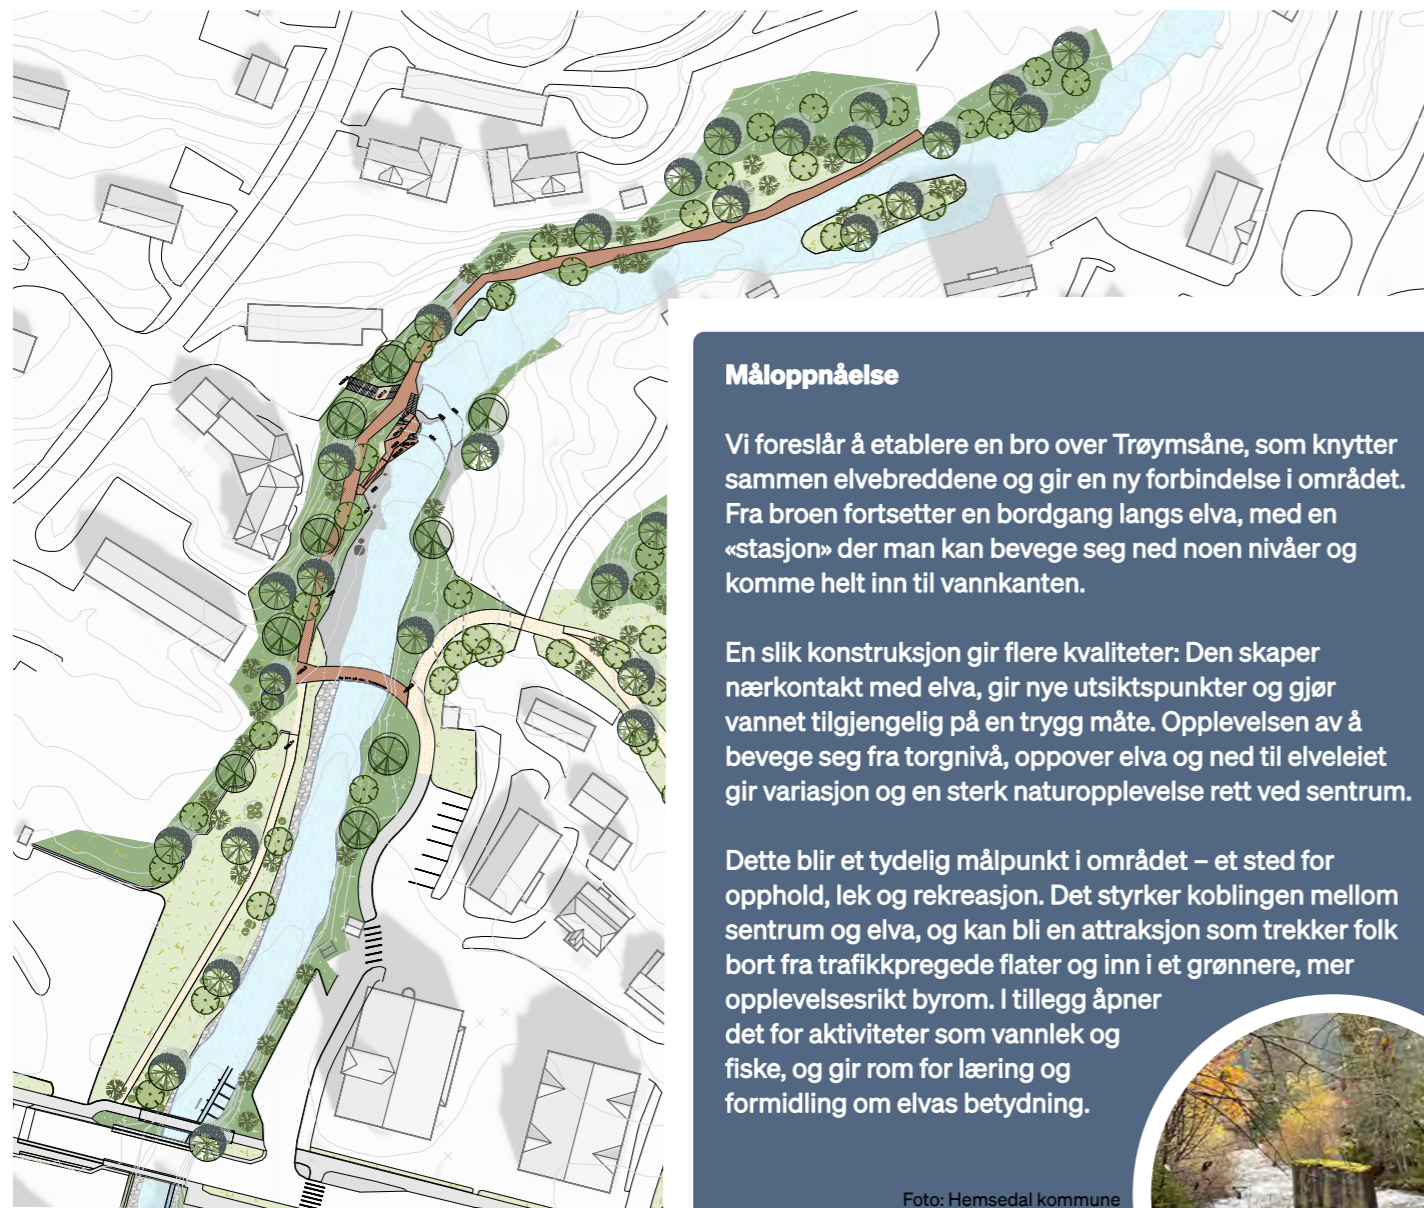 Måloppnåelse
Vi foreslår å etablere en bro over Trøymsåne, som knytter
sammen elvebreddene og gir en ny forbindelse i området.
Fra broen fortsetter en bordgang langs elva, med en
«stasjon» der man kan bevege seg ned noen nivåer og
komme helt inn til vannkanten.
En slik konstruksjon gir flere kvaliteter: Den skaper
nærkontakt med elva, gir nye utsiktspunkter og gjør
vannet tilgjengelig på en trygg måte. Opplevelsen av å
bevege seg fra torgnivå, oppover elva og ned til elveleiet
gir variasjon og en sterk naturopplevelse rett ved sentrum.
Dette blir et tydelig målpunkt i området – et sted for
opphold, lek og rekreasjon. Det styrker koblingen mellom
sentrum og elva, og kan bli en attraksjon som trekker folk
bort fra trafikkpregede flater og inn i et grønnere, mer
opplevelsesrikt byrom. I tillegg åpner
det for aktiviteter som vannlek og
fiske, og gir rom for læring og
formidling om elvas betydning.
Foto: Hemsedal kommune